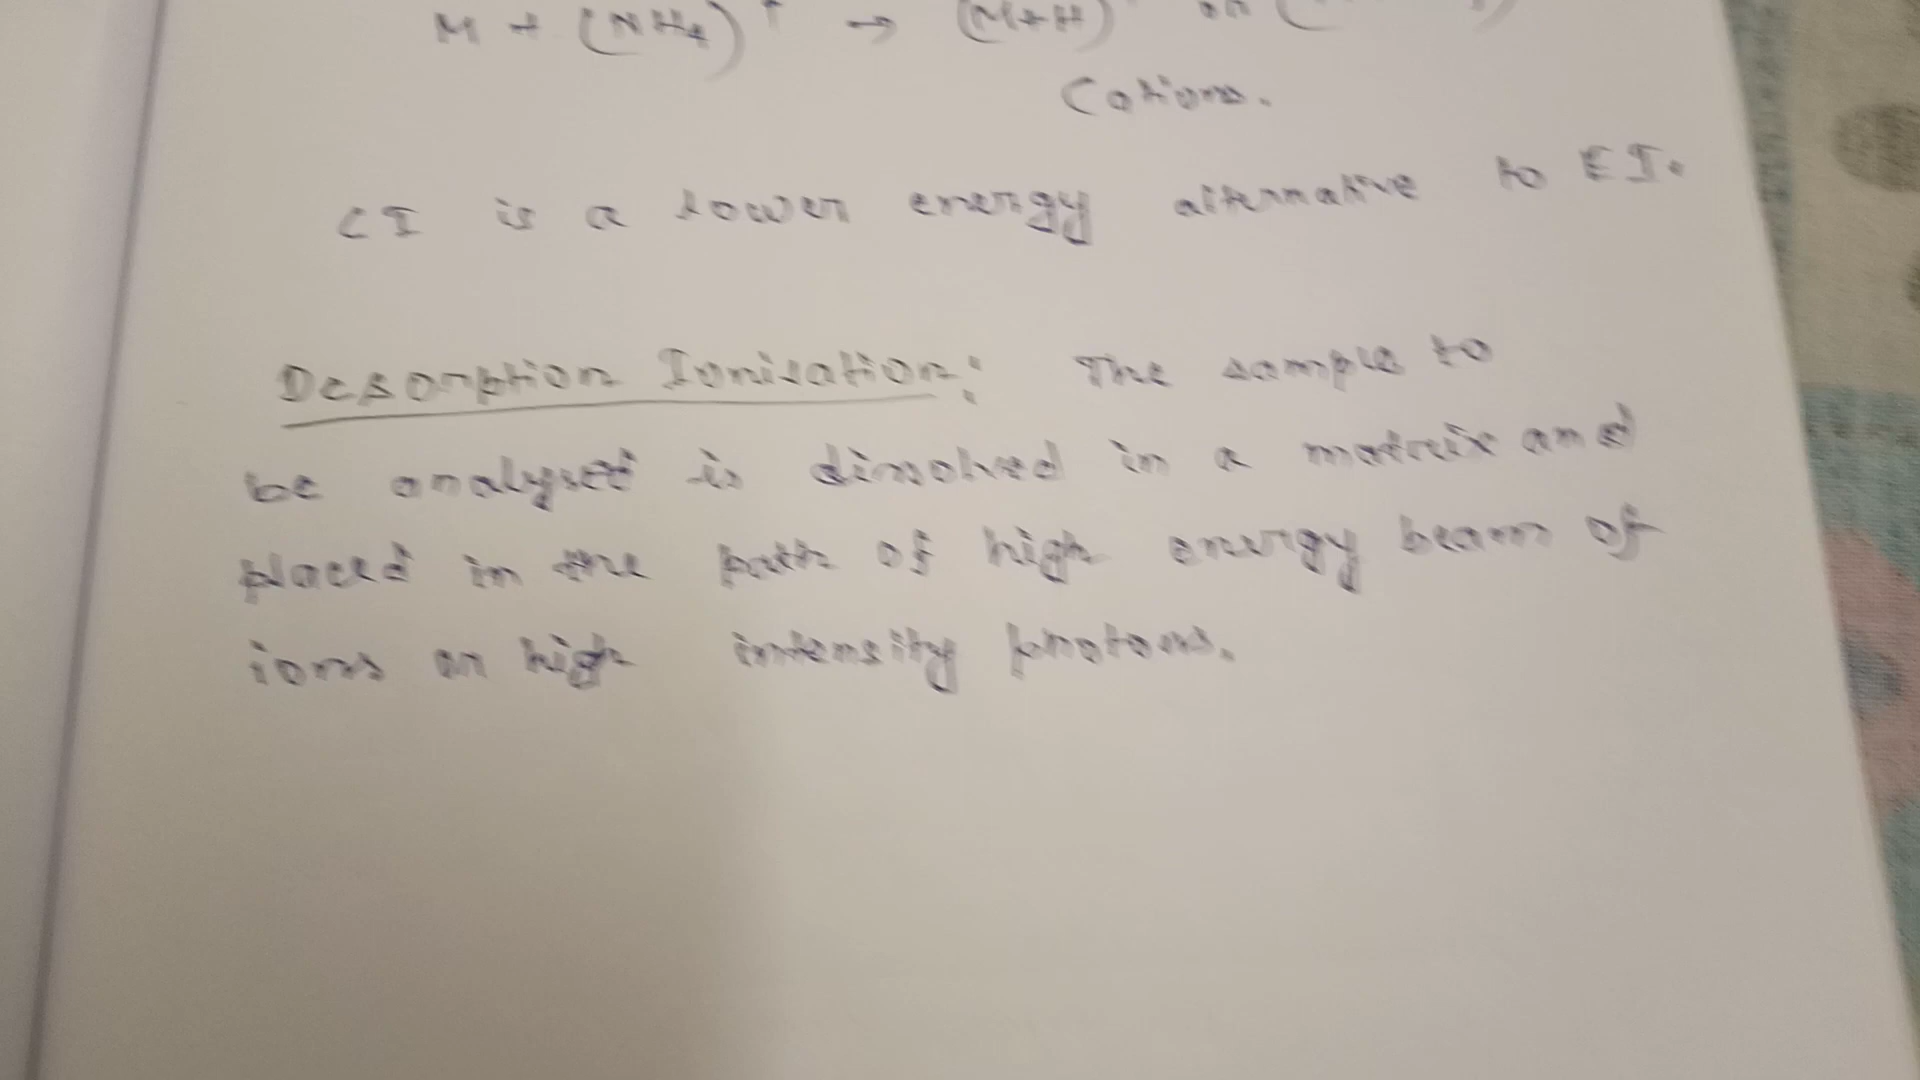 M + (NH₄)⁺ → (M+H) or
Cations.
CI is a lower energy alternative to EI.
Desorption Ionisation: The sample to
be analysed is dissolved in a matrix and
placed in the path of high energy beam of
ions or high intensity photons.